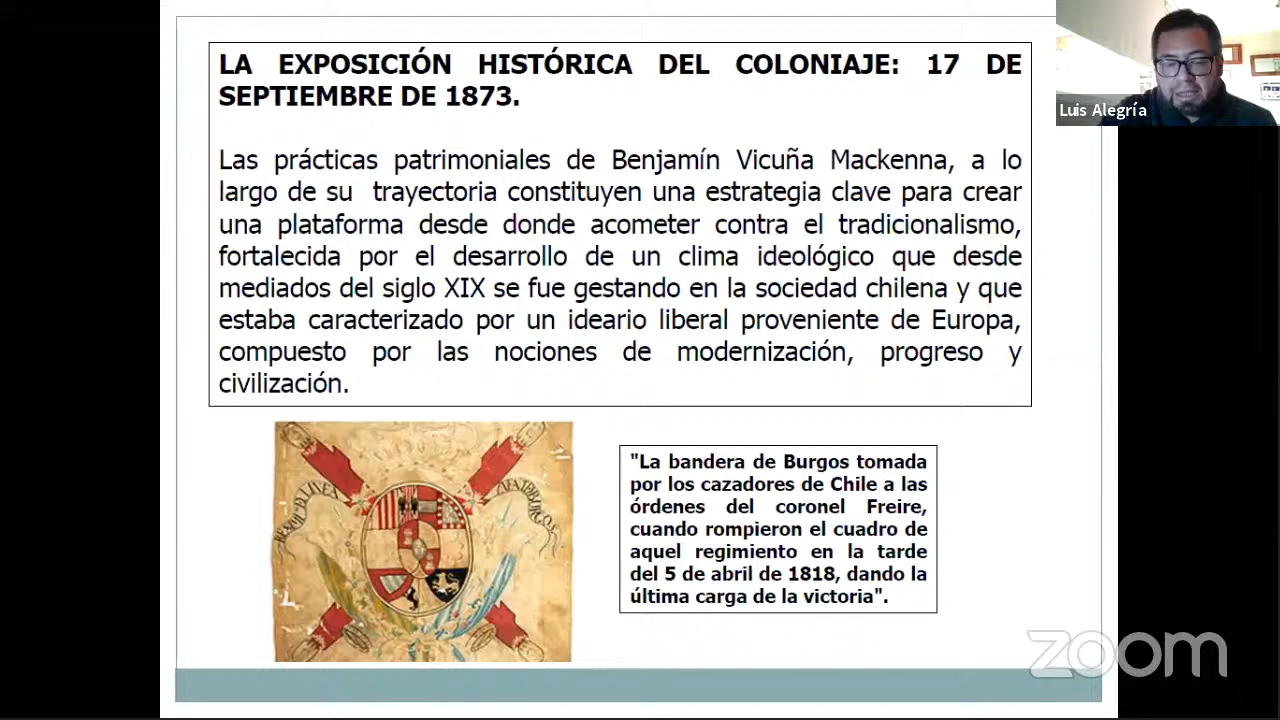 LA EXPOSICIÓN HISTÓRICA DEL COLONIAJE: 17 DE
SEPTIEMBRE DE 1873.
Las prácticas patrimoniales de Benjamín Vicuña Mackenna, a lo
largo de su trayectoria constituyen una estrategia clave para crear
una plataforma desde donde acometer contra el tradicionalismo,
fortalecida por el desarrollo de un clima ideológico que desde
mediados del siglo XIX se fue gestando en la sociedad chilena y que
estaba caracterizado por un ideario liberal proveniente de Europa,
compuesto por las nociones de modernización, progreso y
civilización.
"La bandera de Burgos tomada
por los cazadores de Chile a las
órdenes del coronel Freire,
cuando rompieron el cuadro de
aquel regimiento en la tarde
del 5 de abril de 1818, dando la
última carga de la victoria".
Luis Alegría
zoom